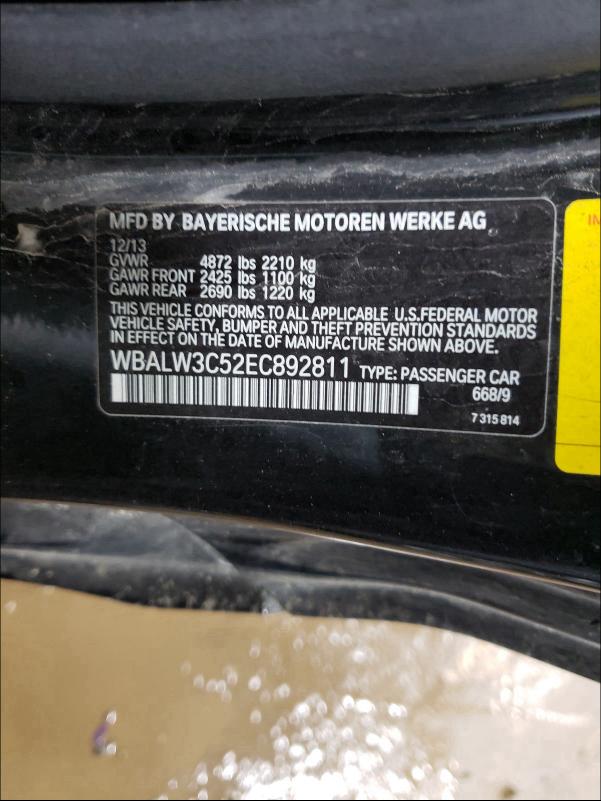 MFD BY BAYERISCHE MOTOREN WERKE AG
12/13
GVWR 4872 lbs 2210 kg
GAWR FRONT 2425 lbs 1100 kg
GAWR REAR 2690 lbs 1220 kg
THIS VEHICLE CONFORMS TO ALL APPLICABLE U.S.FEDERAL MOTOR
VEHICLE SAFETY, BUMPER AND THEFT PREVENTION STANDARDS
IN EFFECT ON THE DATE OF MANUFACTURE SHOWN ABOVE.
WBALW3C52EC892811 TYPE: PASSENGER CAR
668/9
7 315 814